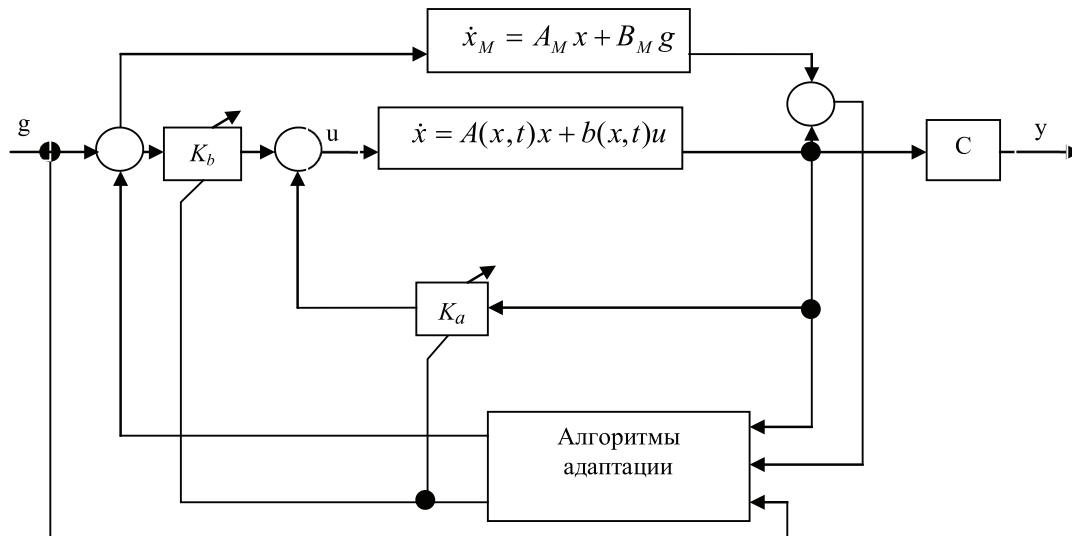 ẋ_M = A_M x + B_M g
g
K_b
u
ẋ = A(x,t)x + b(x,t)u
C
y
K_a
Алгоритмы
адаптации